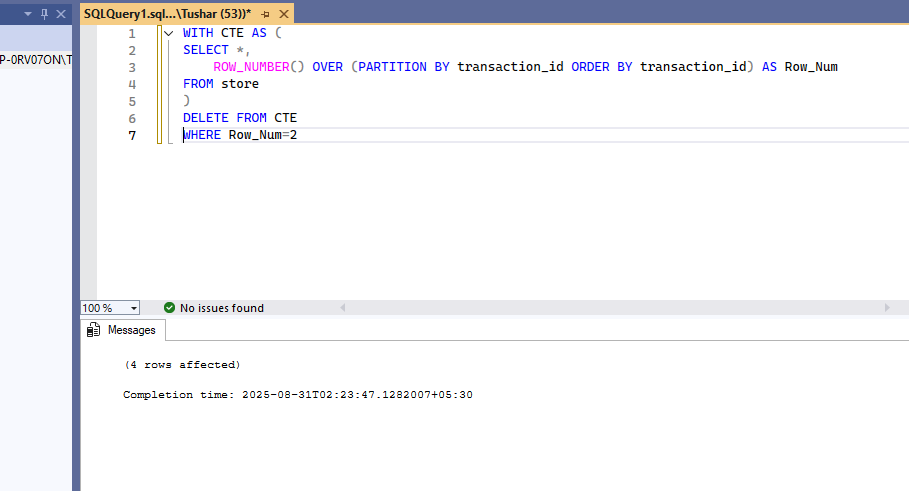 SQLQuery1.sql...\Tushar (53))*
P-0RV07ON\T
1 WITH CTE AS (
2 SELECT *,
3 ROW_NUMBER() OVER (PARTITION BY transaction_id ORDER BY transaction_id) AS Row_Num
4 FROM store
5 )
6 DELETE FROM CTE
7 WHERE Row_Num=2
100 % No issues found
Messages
(4 rows affected)
Completion time: 2025-08-31T02:23:47.1282007+05:30